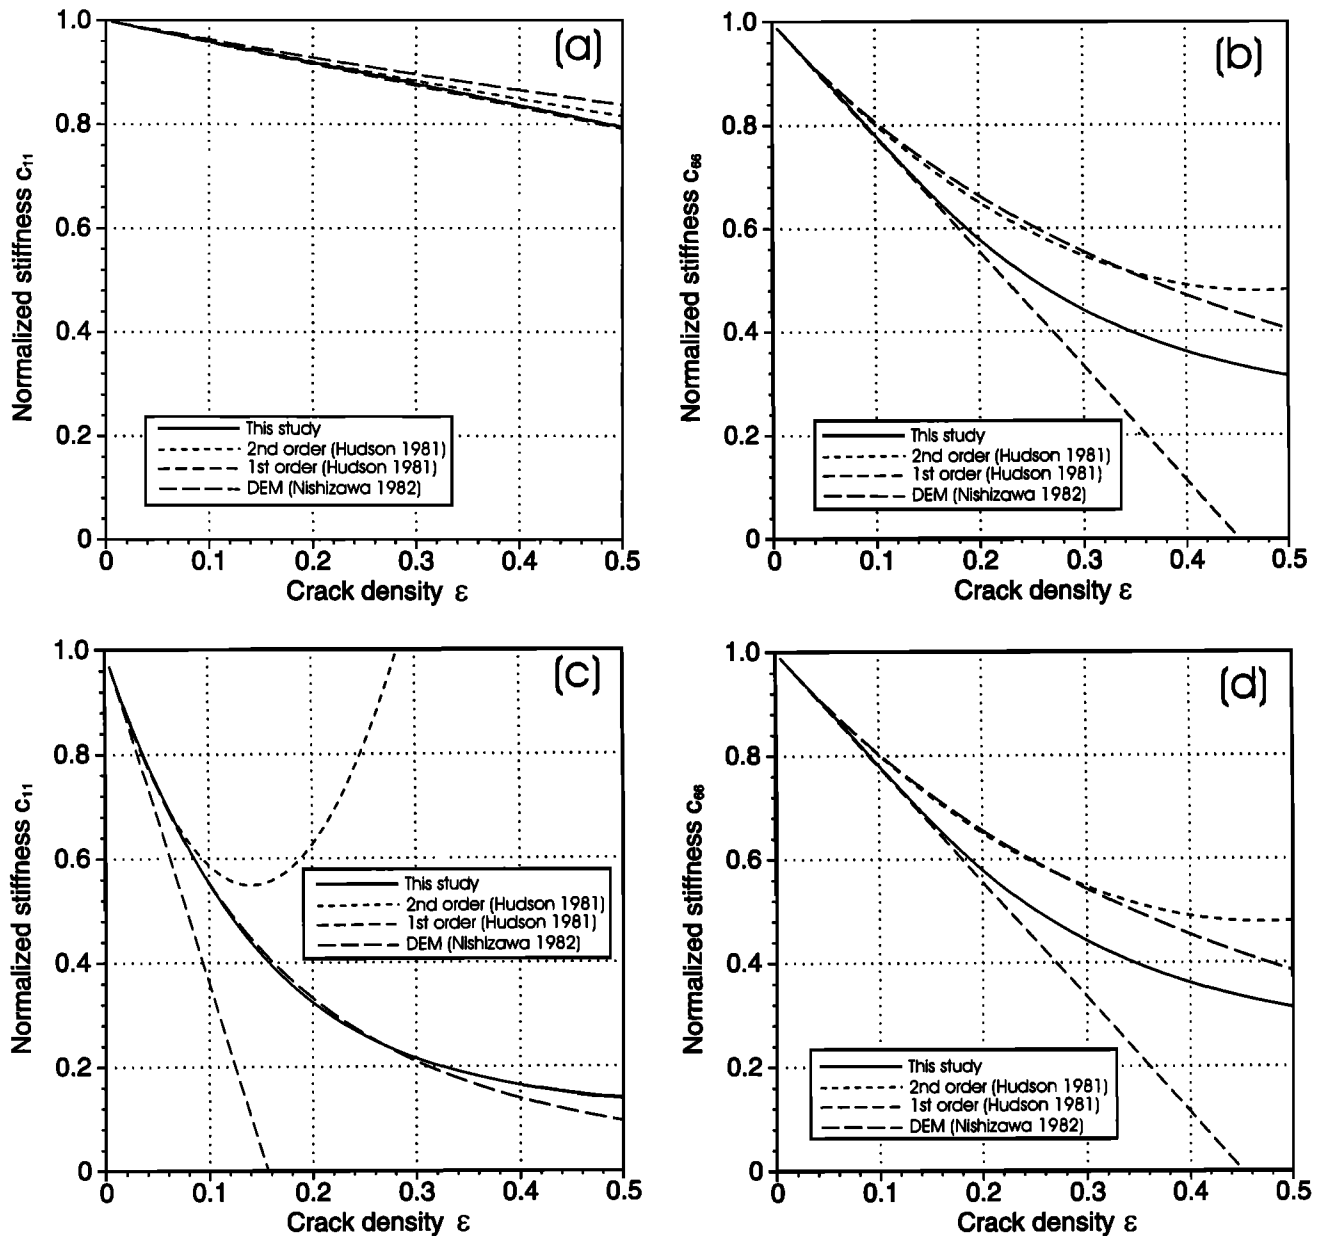 (a)
1.0
0.8
0.6
0.4
0.2
0
Normalized stiffness c11
This study
2nd order (Hudson 1981)
1st order (Hudson 1981)
DEM (Nishizawa 1982)
0 0.1 0.2 0.3 0.4 0.5
Crack density ε
(b)
1.0
0.8
0.6
0.4
0.2
0
Normalized stiffness c66
This study
2nd order (Hudson 1981)
1st order (Hudson 1981)
DEM (Nishizawa 1982)
0 0.1 0.2 0.3 0.4 0.5
Crack density ε
(c)
1.0
0.8
0.6
0.4
0.2
0
Normalized stiffness c11
This study
2nd order (Hudson 1981)
1st order (Hudson 1981)
DEM (Nishizawa 1982)
0 0.1 0.2 0.3 0.4 0.5
Crack density ε
(d)
1.0
0.8
0.6
0.4
0.2
0
Normalized stiffness c66
This study
2nd order (Hudson 1981)
1st order (Hudson 1981)
DEM (Nishizawa 1982)
0 0.1 0.2 0.3 0.4 0.5
Crack density ε